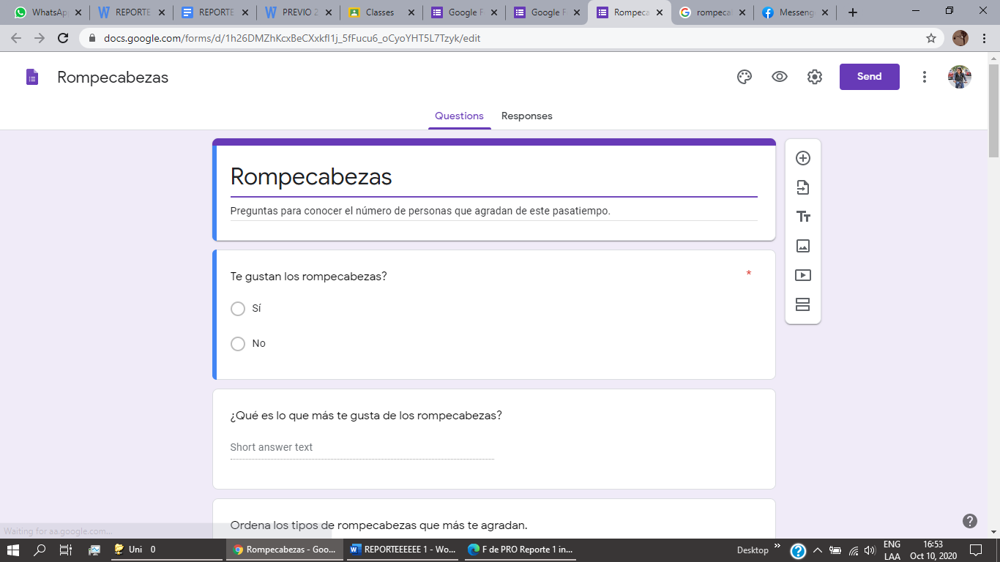 WhatsApp
REPORTE
REPORTE
PREVIO 2
Classes
Google F
Google F
Rompeca
rompeca
Messeng
docs.google.com/forms/d/1h26DMZhKcxBeCXxkfl1j_5fFucu6_oCyoYHT5L7Tzyk/edit
Rompecabezas
Send
Questions Responses
Rompecabezas
Preguntas para conocer el número de personas que agradan de este pasatiempo.
Te gustan los rompecabezas? *
Sí
No
¿Qué es lo que más te gusta de los rompecabezas?
Short answer text
Ordena los tipos de rompecabezas que más te agradan.
Waiting for aa.google.com...
Uni 0
Rompecabezas - Goo...
REPORTEEEEEE 1 - Wo...
F de PRO Reporte 1 in...
Desktop
ENG
LAA
16:53
Oct 10, 2020